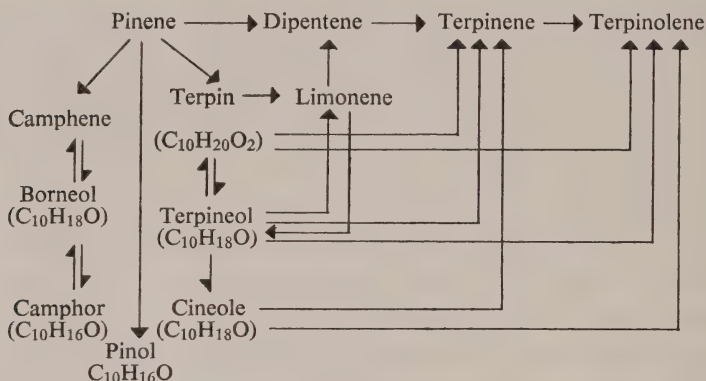 Pinene Dipentene Terpinene Terpinolene
Terpin Limonene
Camphene
(C10H20O2)
Borneol
(C10H18O)
Terpineol
(C10H18O)
Camphor
(C10H16O)
Cineole
(C10H18O)
Pinol
C10H16O